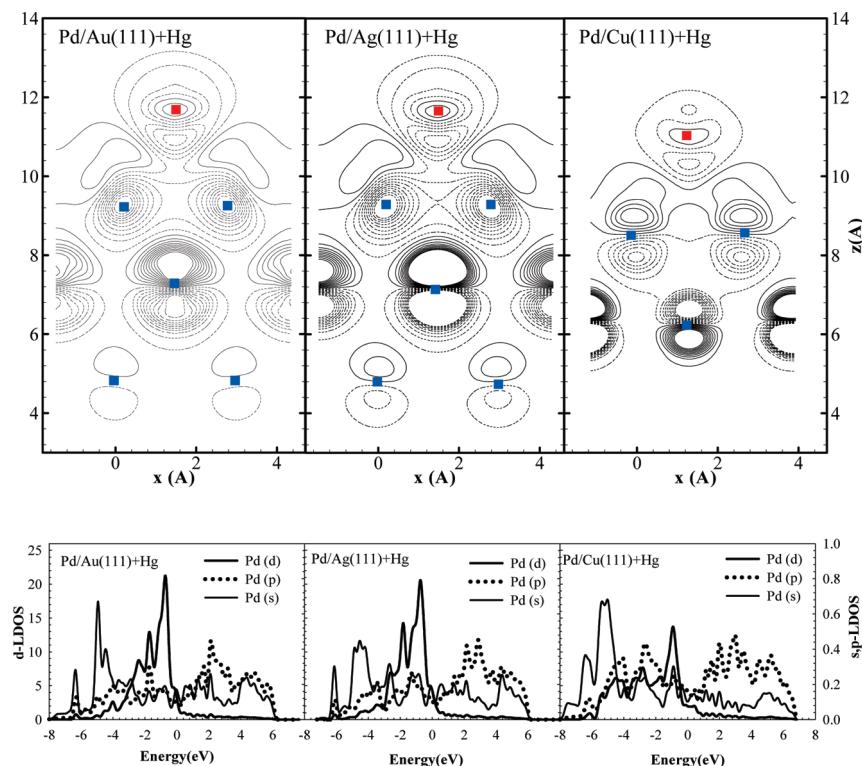 Pd/Au(111)+Hg
Pd/Ag(111)+Hg
Pd/Cu(111)+Hg
14
12
10
8
6
4
14
12
10
8
6
4
z(A)
0 2 4
0 2 4
0 2 4
x (A)
x (A)
x (A)
Pd/Au(111)+Hg
Pd (d)
Pd (p)
Pd (s)
Pd/Ag(111)+Hg
Pd (d)
Pd (p)
Pd (s)
Pd/Cu(111)+Hg
Pd (d)
Pd (p)
Pd (s)
25
20
15
10
5
0
d-LDOS
1.0
0.8
0.6
0.4
0.2
0.0
s,p-LDOS
-8 -6 -4 -2 0 2 4 6 -8 -6 -4 -2 0 2 4 6 -8 -6 -4 -2 0 2 4 6 8
Energy(eV)
Energy(eV)
Energy(eV)